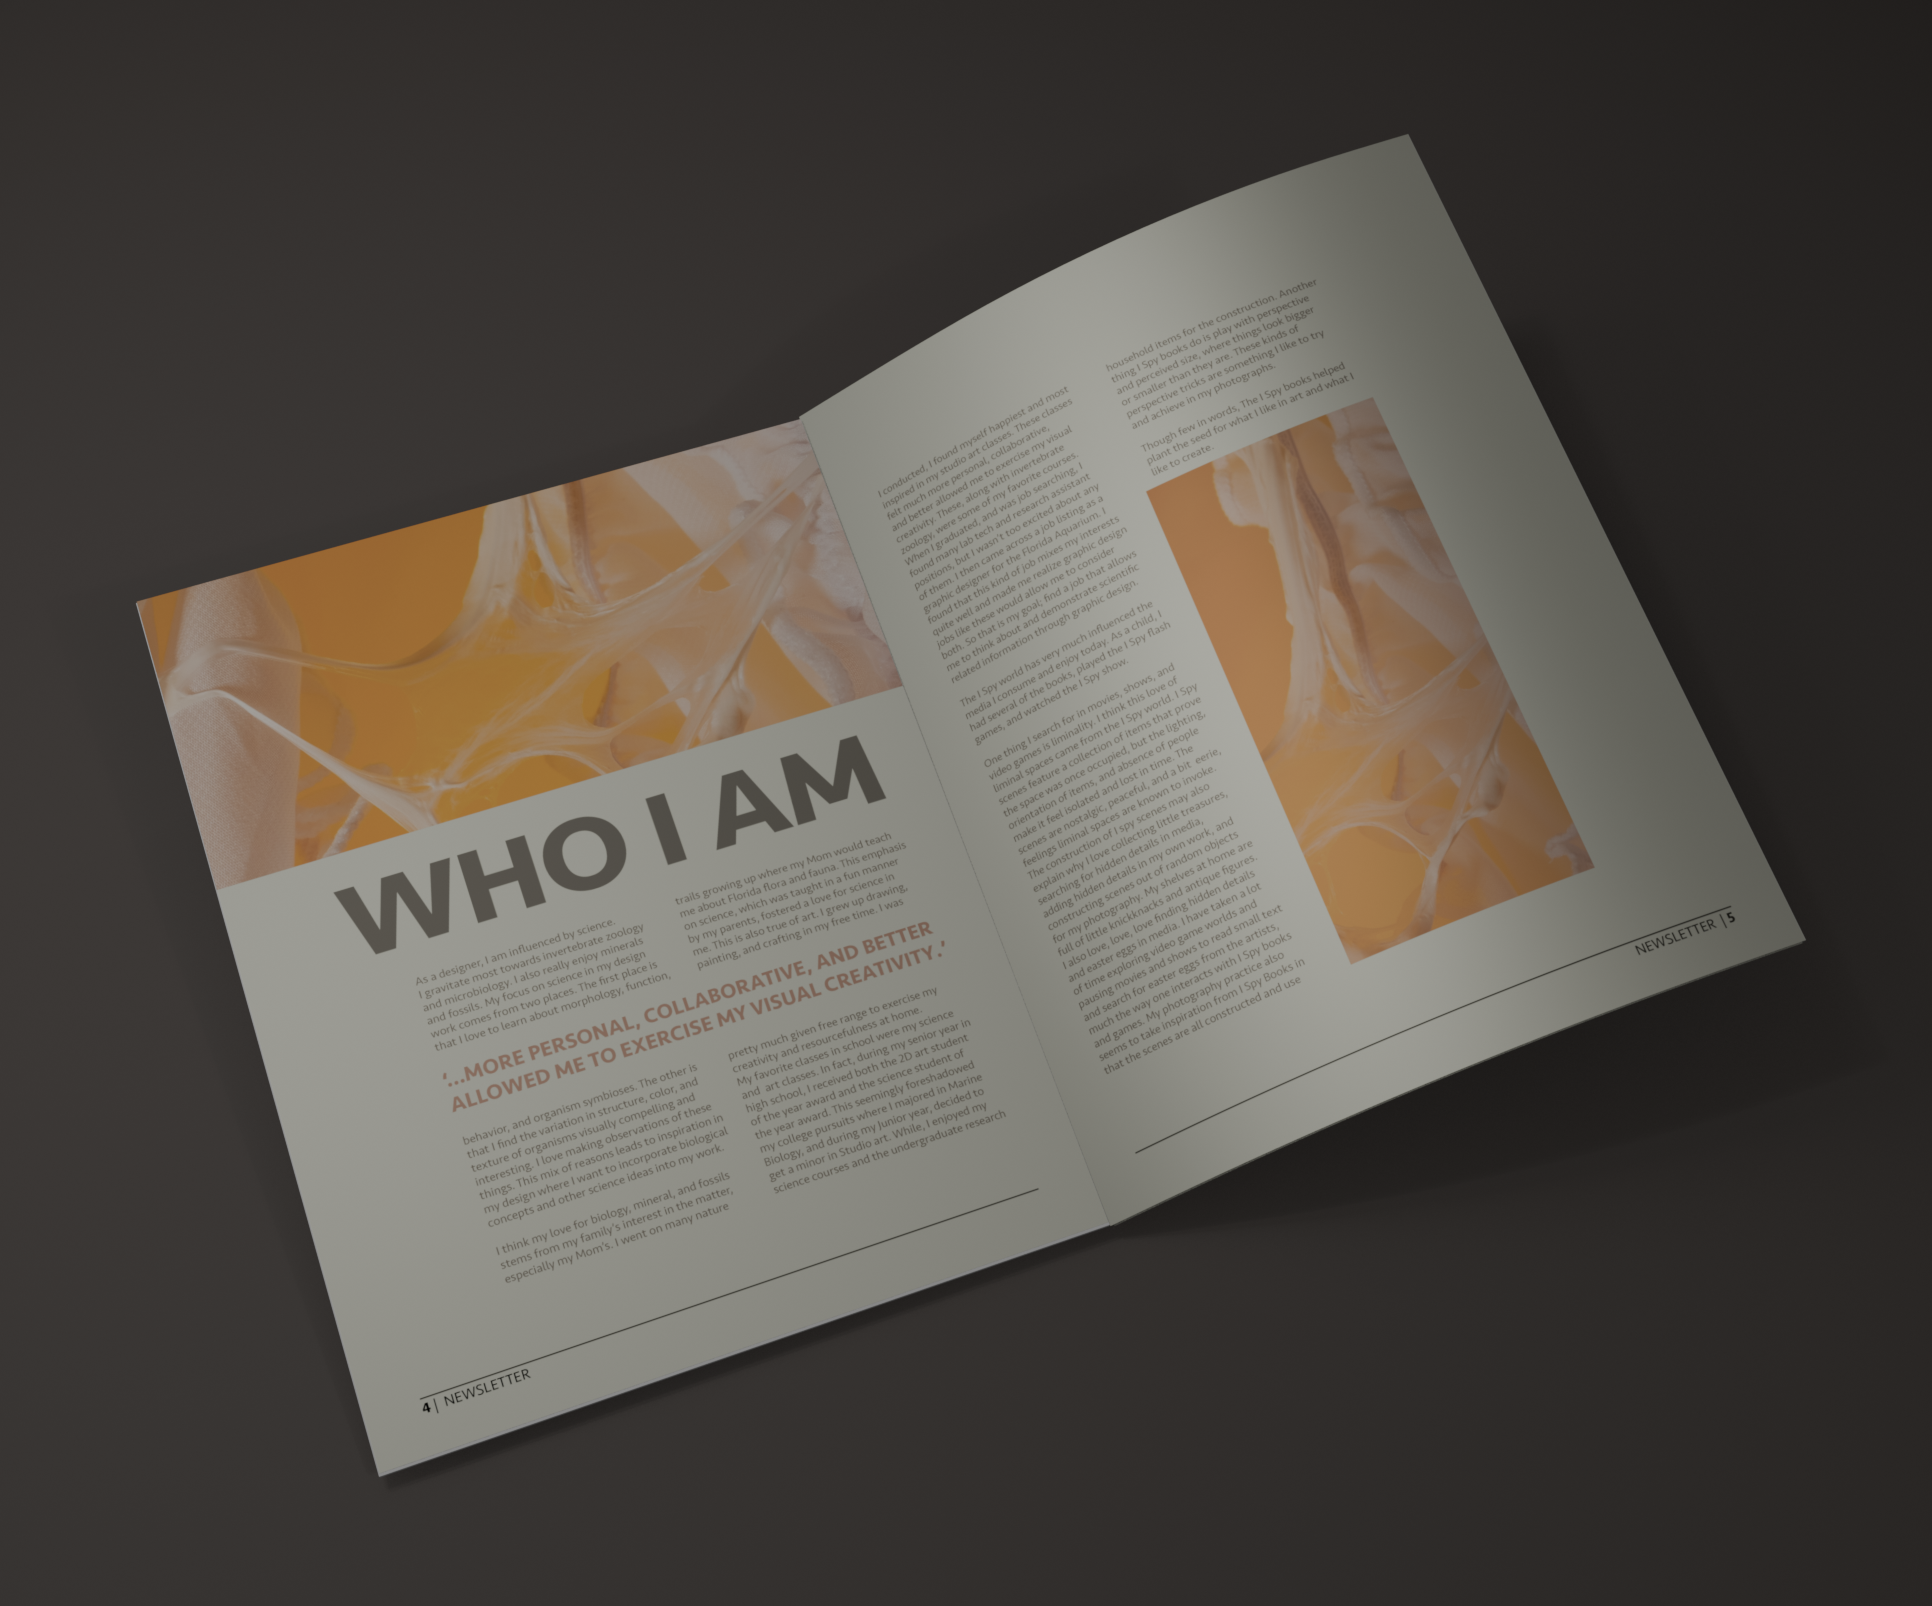 WHO I AM
As a designer, I am influenced by science.
I gravitate most towards invertebrate zoology
and microbiology. I also really enjoy minerals
and fossils. My focus on science in my design
work comes from two places. The first place is
that I love to learn about morphology, function,
trails growing up where my Mom would teach
me about Florida flora and fauna. This emphasis
on science, which was taught in a fun manner
by my parents, fostered a love for science in
me. This is also true of art. I grew up drawing,
painting, and crafting in my free time. I was
‘...MORE PERSONAL, COLLABORATIVE, AND BETTER
ALLOWED ME TO EXERCISE MY VISUAL CREATIVITY.’
behavior, and organism symbioses. The other is
that I find the variation in structure, color, and
texture of organisms visually compelling and
interesting. I love making observations of these
things. This mix of reasons leads to inspiration in
my design where I want to incorporate biological
concepts and other science ideas into my work.
I think my love for biology, mineral, and fossils
stems from my family's interest in the matter,
especially my Mom's. I went on many nature
pretty much given free range to exercise my
creativity and resourcefulness at home.
My favorite classes in school were my science
and art classes. In fact, during my senior year in
high school, I received both the 2D art student
of the year award and the science student of
the year award. This seemingly foreshadowed
my college pursuits where I majored in Marine
Biology, and during my Junior year, decided to
get a minor in Studio art. While, I enjoyed my
science courses and the undergraduate research
4 | NEWSLETTER
I conducted, I found myself happiest and most
inspired in my studio art classes. These classes
felt much more personal, collaborative,
and better allowed me to exercise my visual
creativity. These, along with invertebrate
zoology, were some of my favorite courses.
When I graduated, and was job searching, I
found many lab tech and research assistant
positions, but I wasn't too excited about any
of them. I then came across a job listing as a
graphic designer for the Florida Aquarium. I
found that this kind of job mixes my interests
quite well and made me realize graphic design
jobs like these would allow me to consider
both. So that is my goal, find a job that allows
me to think about and demonstrate scientific
related information through graphic design.
The I Spy world has very much influenced the
media I consume and enjoy today. As a child, I
had several of the books, played the I Spy flash
games, and watched the I Spy show.
One thing I search for in movies, shows, and
video games is liminality. I think this love of
liminal spaces came from the I Spy world. I Spy
scenes feature a collection of items that prove
the space was once occupied, but the lighting,
orientation of items, and absence of people
make it feel isolated and lost in time. The
scenes are nostalgic, peaceful, and a bit eerie,
feelings liminal spaces are known to invoke.
The construction of I spy scenes may also
explain why I love collecting little treasures,
searching for hidden details in media,
adding hidden details in my own work, and
constructing scenes out of random objects
for my photography. My shelves at home are
full of little knickknacks and antique figures.
I also love, love, love finding hidden details
and easter eggs in media. I have taken a lot
of time exploring video game worlds and
pausing movies and shows to read small text
and search for easter eggs from the artists,
much the way one interacts with I Spy books
and games. My photography practice also
seems to take inspiration from I Spy Books in
that the scenes are all constructed and use
household items for the construction. Another
thing I Spy books do is play with perspective
and perceived size, where things look bigger
or smaller than they are. These kinds of
perspective tricks are something I like to try
and achieve in my photographs.
Though few in words, The I Spy books helped
plant the seed for what I like in art and what I
like to create.
NEWSLETTER | 5